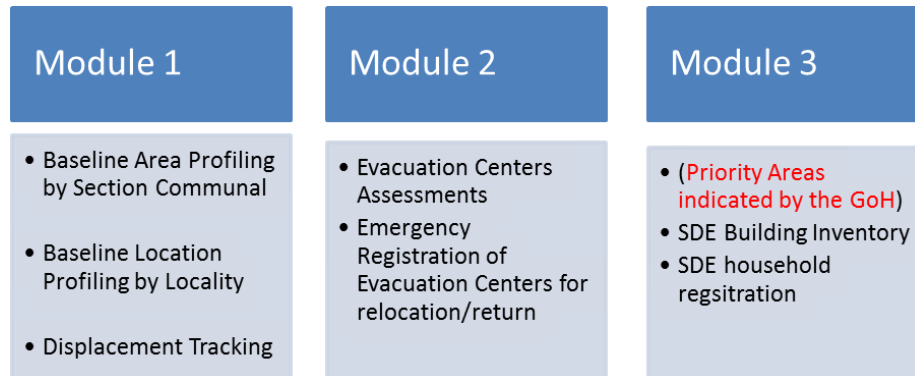 Module 1
• Baseline Area Profiling
by Section Communal
• Baseline Location
Profiling by Locality
• Displacement Tracking
Module 2
• Evacuation Centers
Assessments
• Emergency
Registration of
Evacuation Centers for
relocation/return
Module 3
• (Priority Areas
indicated by the GoH)
• SDE Building Inventory
• SDE household
regsitration